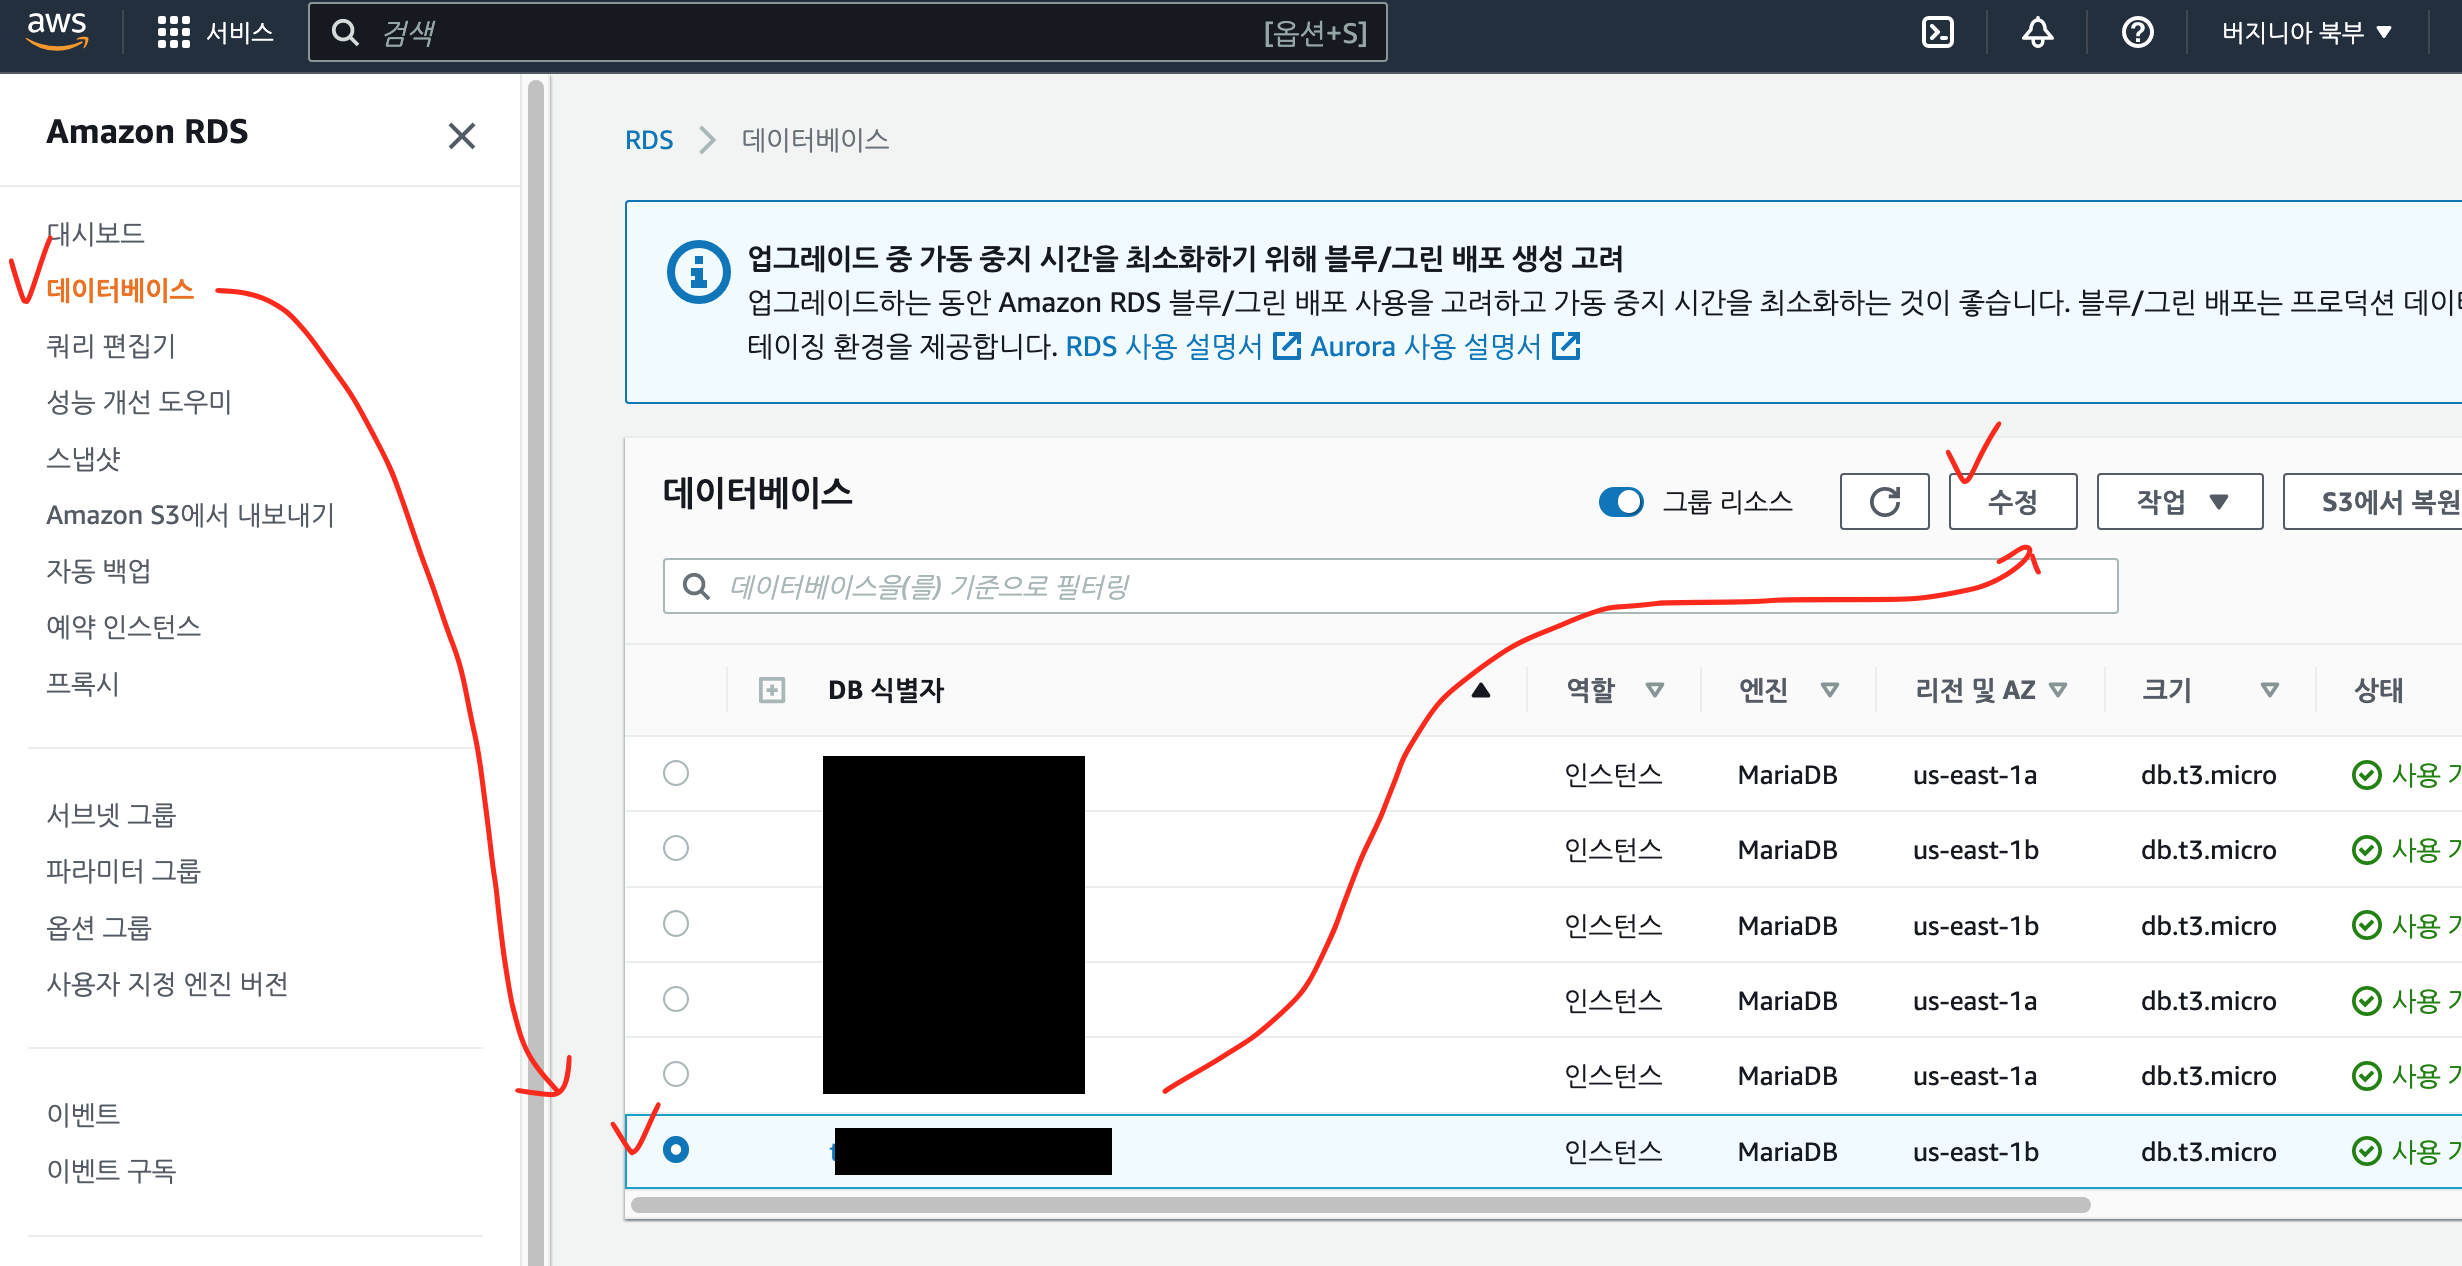 aws
서비스
검색
[옵션+S]
버지니아 북부
Amazon RDS
대시보드
데이터베이스
쿼리 편집기
성능 개선 도우미
스냅샷
Amazon S3에서 내보내기
자동 백업
예약 인스턴스
프록시
서브넷 그룹
파라미터 그룹
옵션 그룹
사용자 지정 엔진 버전
이벤트
이벤트 구독
RDS 데이터베이스
업그레이드 중 가동 중지 시간을 최소화하기 위해 블루/그린 배포 생성 고려
업그레이드하는 동안 Amazon RDS 블루/그린 배포 사용을 고려하고 가동 중지 시간을 최소화하는 것이 좋습니다. 블루/그린 배포는 프로덕션
테이징 환경을 제공합니다. RDS 사용 설명서 Aurora 사용 설명서
데이터베이스
그룹 리소스
수정
작업
S3에서 복원
데이터베이스을(를) 기준으로 필터링
DB 식별자 역할 엔진 리전 및 AZ 크기 상태
인스턴스 MariaDB us-east-1a db.t3.micro 사용
인스턴스 MariaDB us-east-1b db.t3.micro 사용
인스턴스 MariaDB us-east-1b db.t3.micro 사용
인스턴스 MariaDB us-east-1a db.t3.micro 사용
인스턴스 MariaDB us-east-1a db.t3.micro 사용
인스턴스 MariaDB us-east-1b db.t3.micro 사용